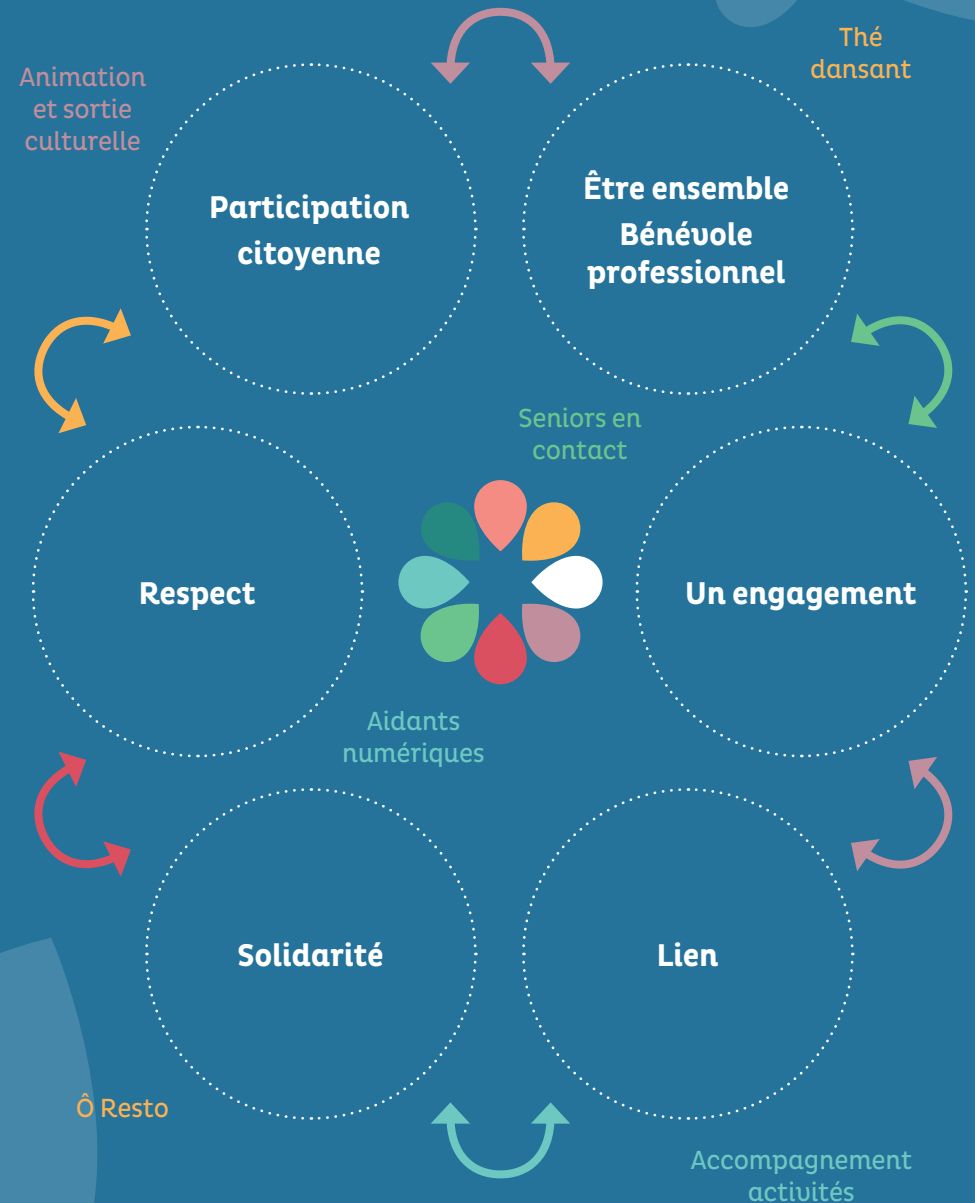 Thé
dansant
Animation
et sortie
culturelle
Participation
citoyenne
Être ensemble
Bénévole
professionnel
Seniors en
contact
Respect
Un engagement
Aidants
numériques
Solidarité
Lien
Ô Resto
Accompagnement
activités